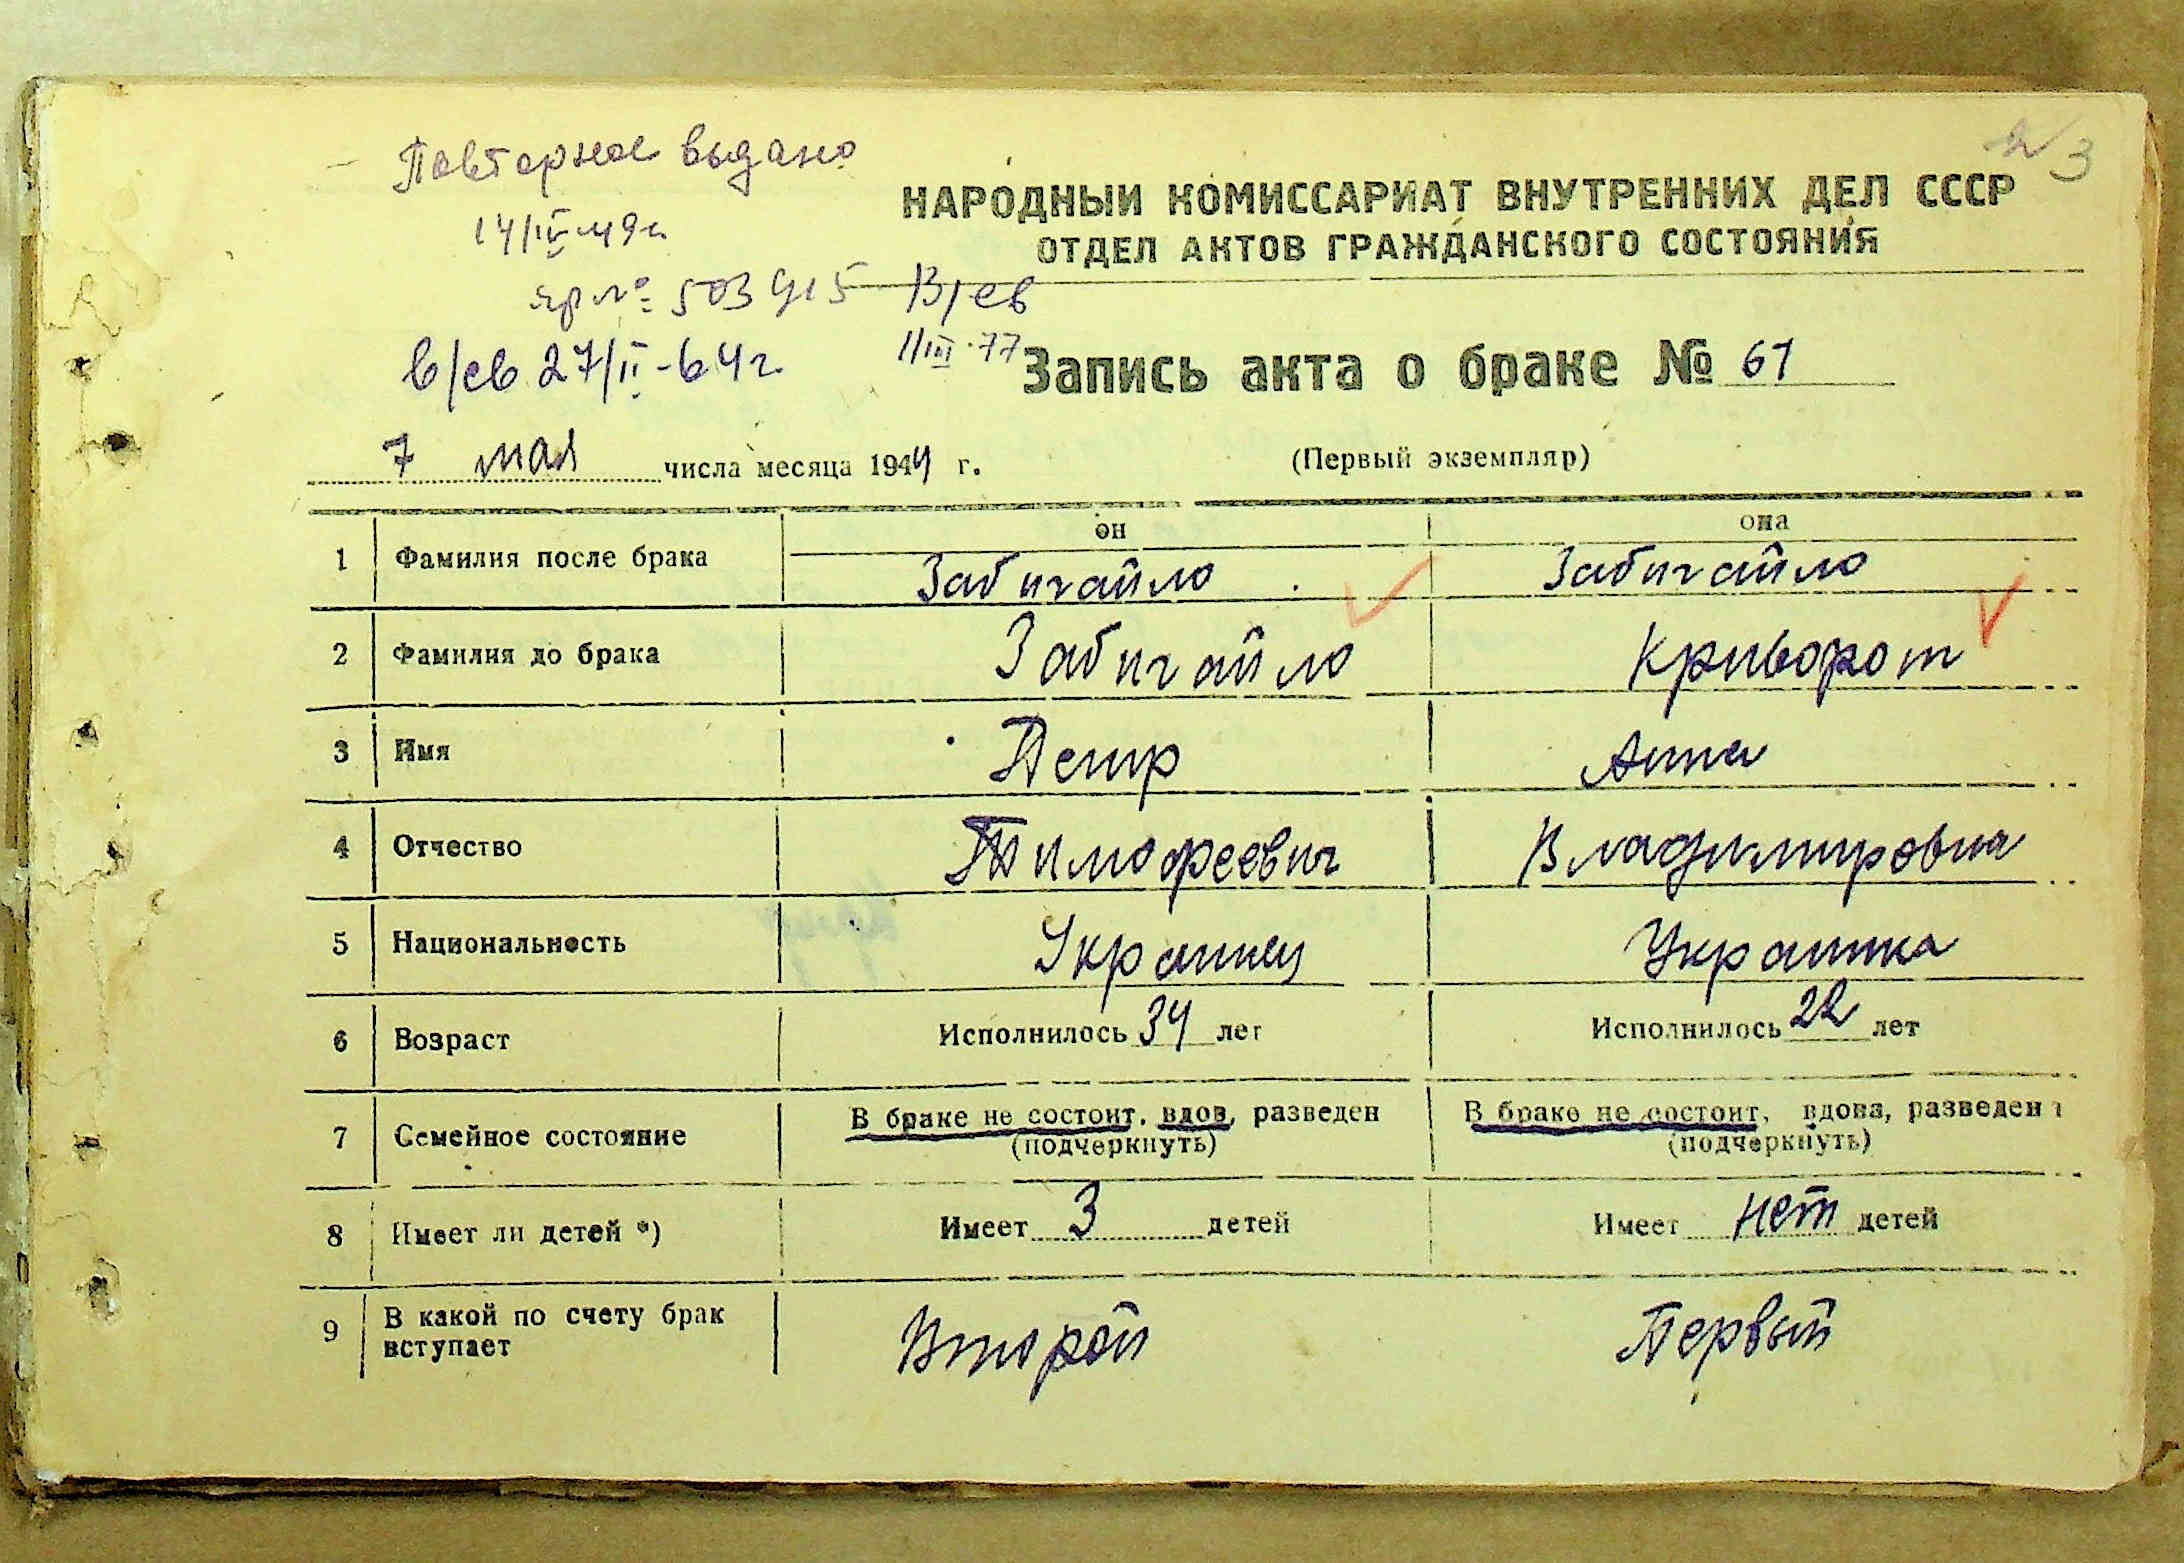 3
Повторное выдано
14/IV-49г.
НАРОДНЫЙ КОМИССАРИАТ ВНУТРЕННИХ ДЕЛ СССР
ОТДЕЛ АКТОВ ГРАЖДАНСКОГО СОСТОЯНИЯ
№ 503915 В/св
в/св 27/II-64г. 1/III-77
Запись акта о браке № 61
7 мая числа месяца 1944 г. (Первый экземпляр)
он она
1 Фамилия после брака Забигайло Забигайло
2 Фамилия до брака Забигайло Криворот
3 Имя Петр Анна
4 Отчество Тимофеевич Владимировна
5 Национальность Украинец Украинка
6 Возраст Исполнилось 34 лет Исполнилось 22 лет
7 Семейное состояние В браке не состоит, вдов, разведен В браке не состоит, вдова, разведена
(подчеркнуть) (подчеркнуть)
8 Имеет ли детей *) Имеет 3 детей Имеет нет детей
9 В какой по счету брак вступает Второй Первый